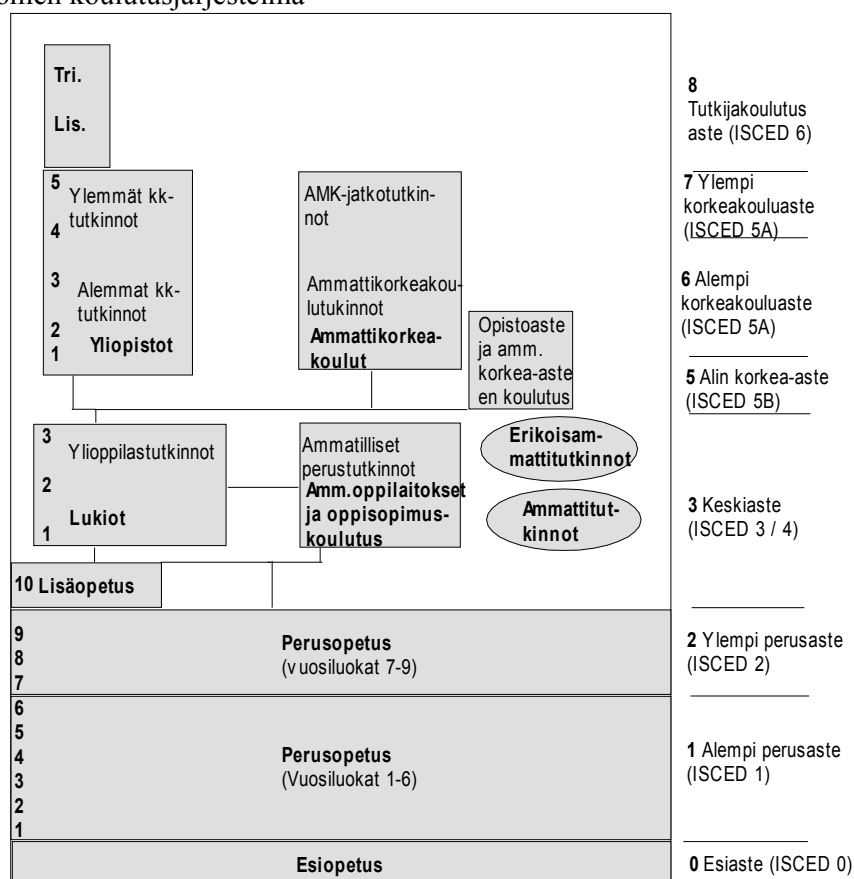 Tri.
Lis.
8
Tutkijakoulutus
aste (ISCED 6)
5
Ylemmät kk-
4
tutkinnot
3
Alemmat kk-
tutkinnot
2
1
Yliopistot
AMK-jatkotutkin-
not
Ammattikorkeakou-
lutukinnot
Ammattikorkea-
koulut
Opistoaste
ja amm.
korkea-aste
en koulutus
7 Ylempi
korkeakouluaste
(ISCED 5A)
6 Alempi
korkeakouluaste
(ISCED 5A)
5 Alin korkea-aste
(ISCED 5B)
3
Ylioppilastutkinnot
2
1
Lukiot
Ammatilliset
perustutkinnot
Amm.oppilaitokset
ja oppisopimus-
koulutus
Erikoisam-
mattitutkinnot
Ammattitut-
kinnot
3 Keskiaste
(ISCED 3 / 4)
10 Lisäopetus
9
8
7
Perusopetus
(vuosiluokat 7-9)
2 Ylempi perusaste
(ISCED 2)
6
5
4
3
2
1
Perusopetus
(Vuosiluokat 1-6)
1 Alempi perusaste
(ISCED 1)
Esiopetus
0 Esiaste (ISCED 0)